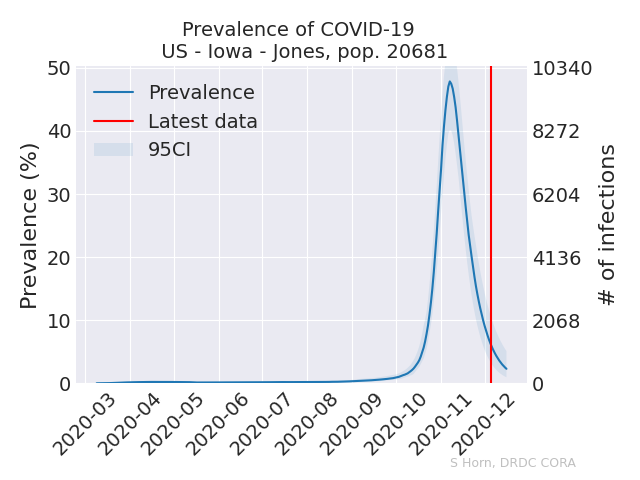 Prevalence of COVID-19
US - Iowa - Jones, pop. 20681
Prevalence (%)
50
40
30
20
10
0
Prevalence
Latest data
95CI
10340
8272
6204
4136
2068
0
# of infections
2020-03
2020-04
2020-05
2020-06
2020-07
2020-08
2020-09
2020-10
2020-11
2020-12
S Horn, DRDC CORA